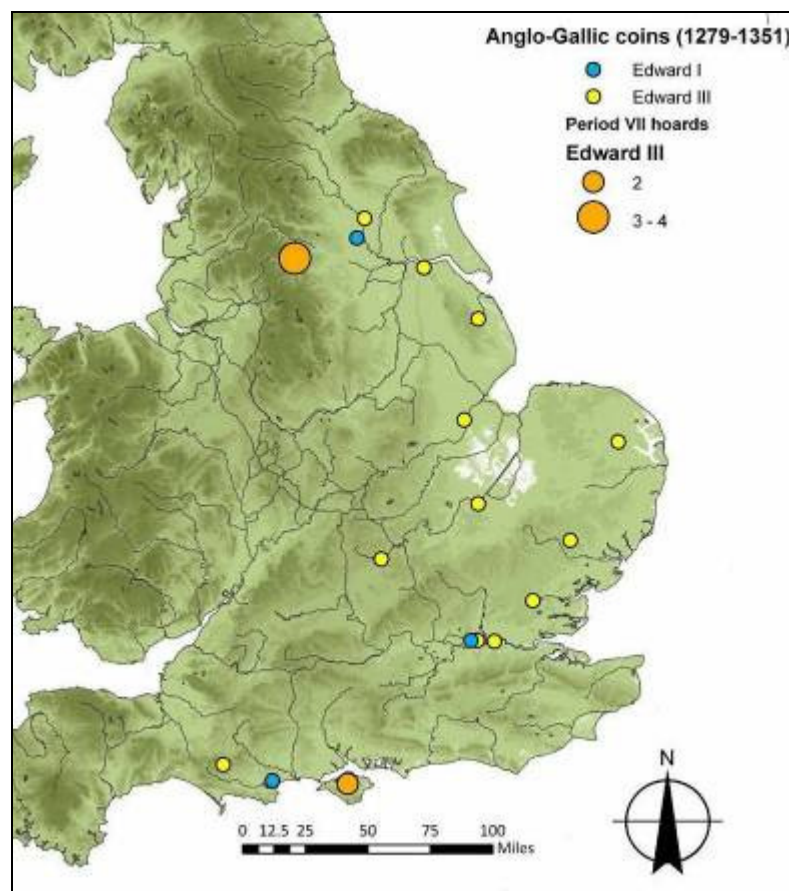 Anglo-Gallic coins (1279-1351)
Edward I
Edward III
Period VII hoards
Edward III
2
3 - 4
N
0 12.5 25 50 75 100
Miles